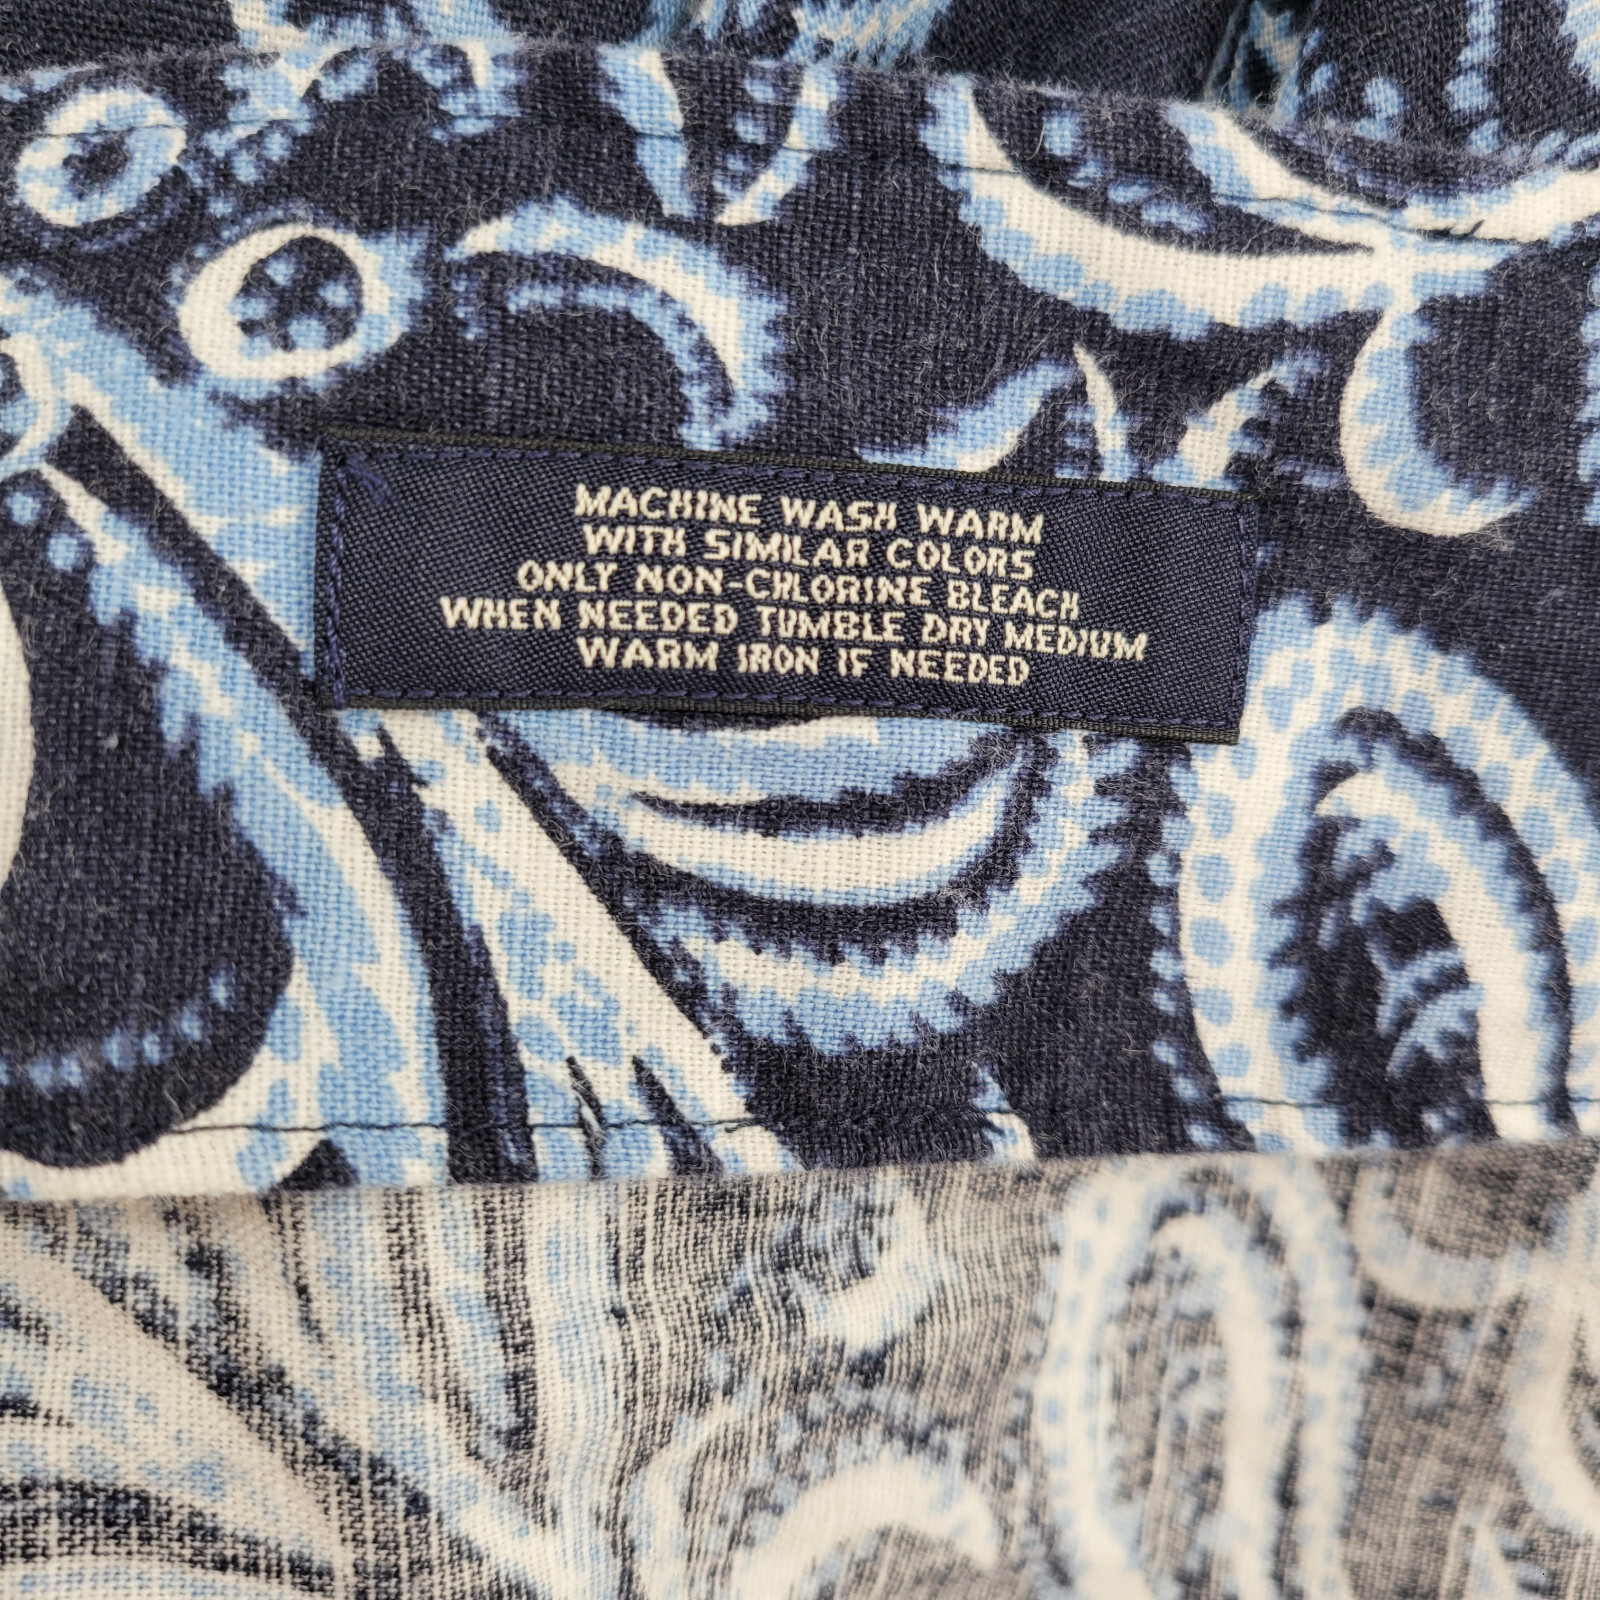 MACHINE WASH WARM
WITH SIMILAR COLORS
ONLY NON-CHLORINE BLEACH
WHEN NEEDED TUMBLE DRY MEDIUM
WARM IRON IF NEEDED